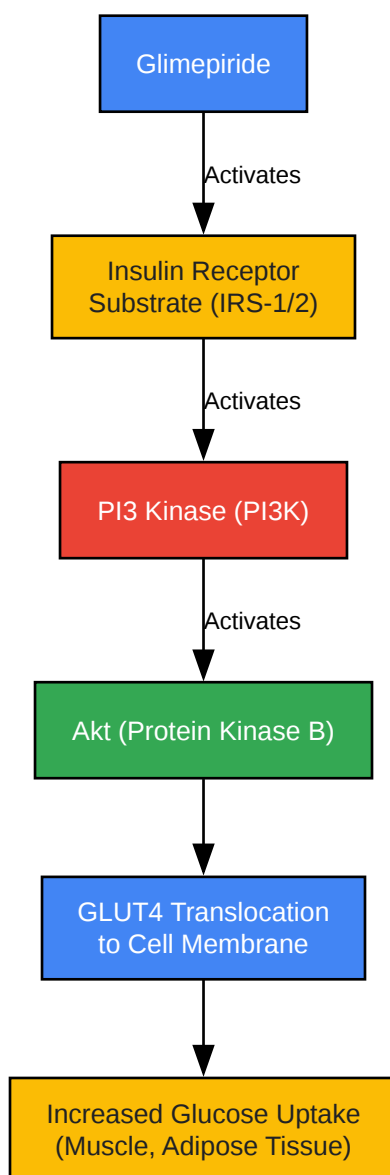 Glimepiride
Activates
Insulin Receptor
Substrate (IRS-1/2)
Activates
PI3 Kinase (PI3K)
Activates
Akt (Protein Kinase B)
GLUT4 Translocation
to Cell Membrane
Increased Glucose Uptake
(Muscle, Adipose Tissue)